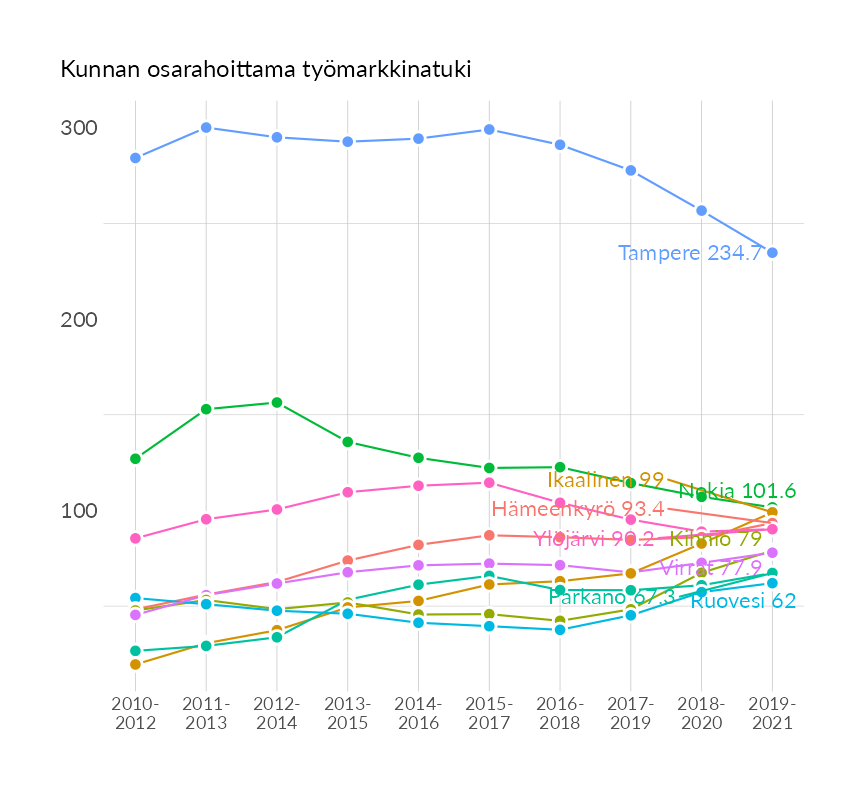 Kunnan osarahoittama työmarkkinatuki
300
200
100
Tampere 234.7
Ikaalinen 99
Nokia 101.6
Hämeenkyrö 93.4
Ylöjärvi 90.2
Kihniö 79
Virrat 77.9
Parkano 67.3
Ruovesi 62
2010-
2012
2011-
2013
2012-
2014
2013-
2015
2014-
2016
2015-
2017
2016-
2018
2017-
2019
2018-
2020
2019-
2021